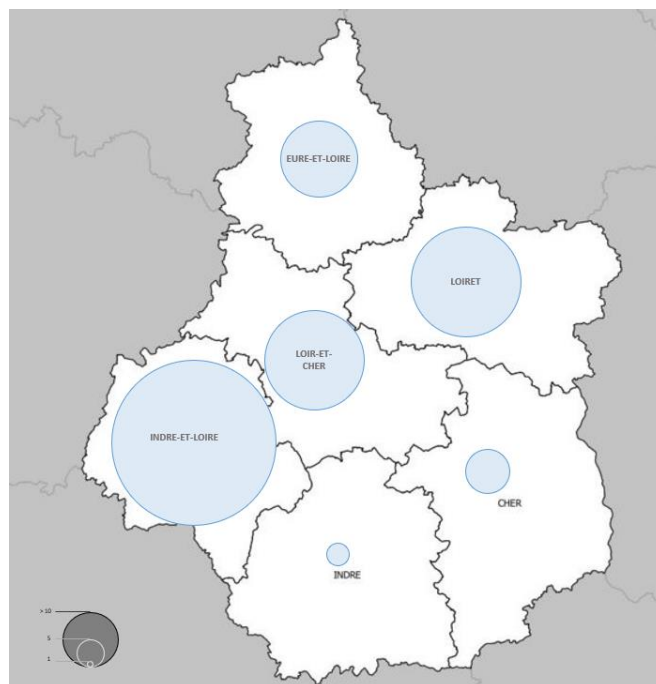 EURE-ET-LOIRE
LOIRET
LOIR-ET-
CHER
INDRE-ET-LOIRE
CHER
INDRE
>10
5
1